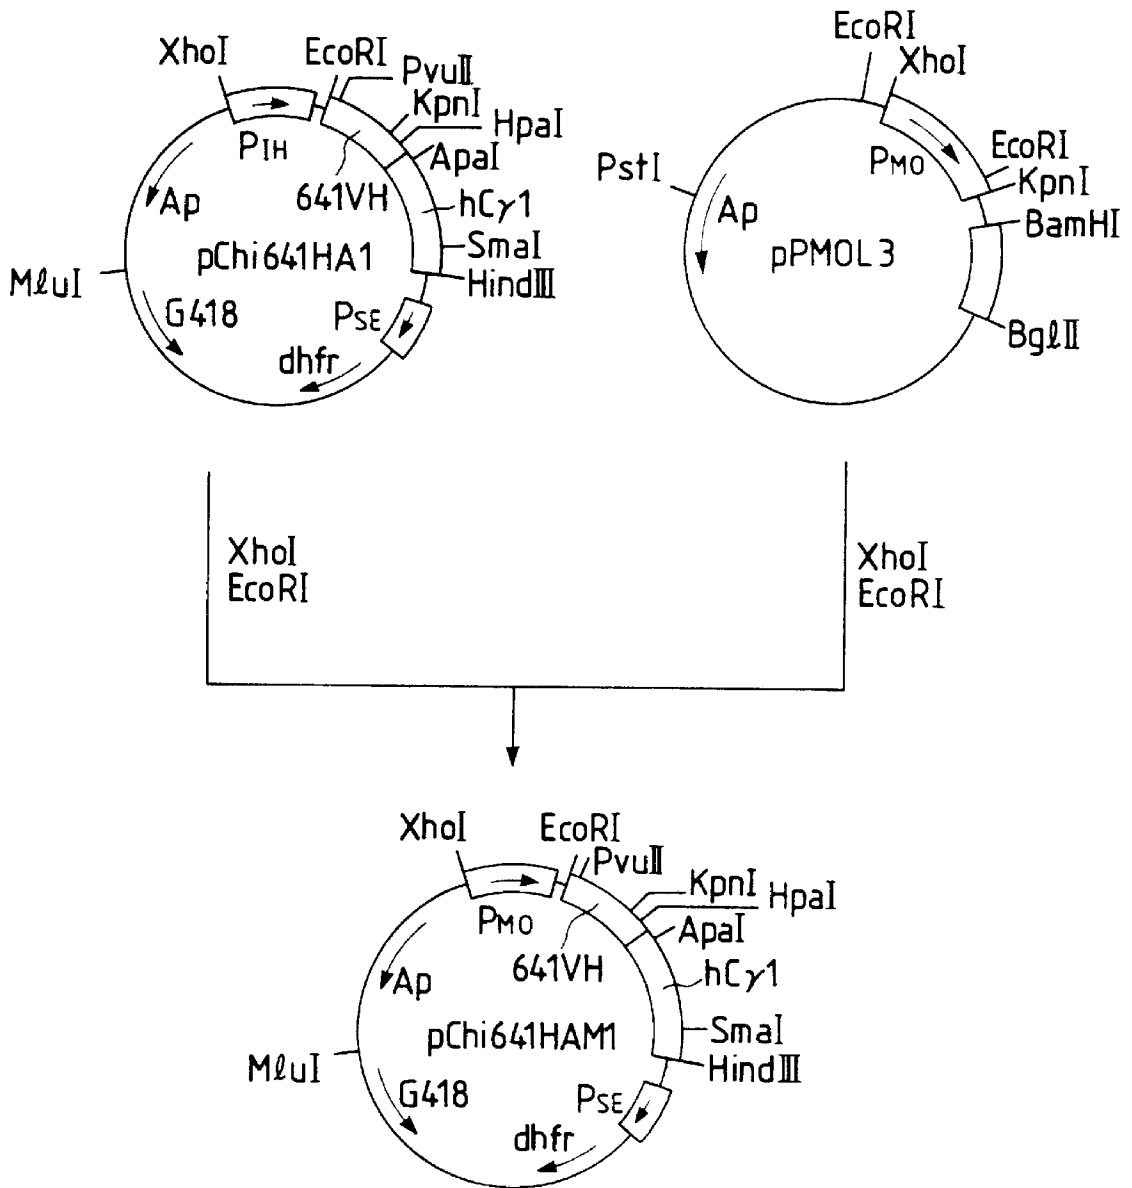 XhoI
EcoRI
PvuII
KpnI
HpaI
ApaI
PIH
641VH
hCγ1
Ap
pChi641HA1
SmaI
HindIII
MluI
G418
PSE
dhfr
EcoRI
XhoI
PMO
EcoRI
KpnI
BamHI
PstI
Ap
pPMOL3
BglII
XhoI
EcoRI
XhoI
EcoRI
XhoI
EcoRI
PvuII
KpnI
HpaI
ApaI
PMO
641VH
hCγ1
Ap
pChi641HAM1
SmaI
HindIII
MluI
G418
PSE
dhfr